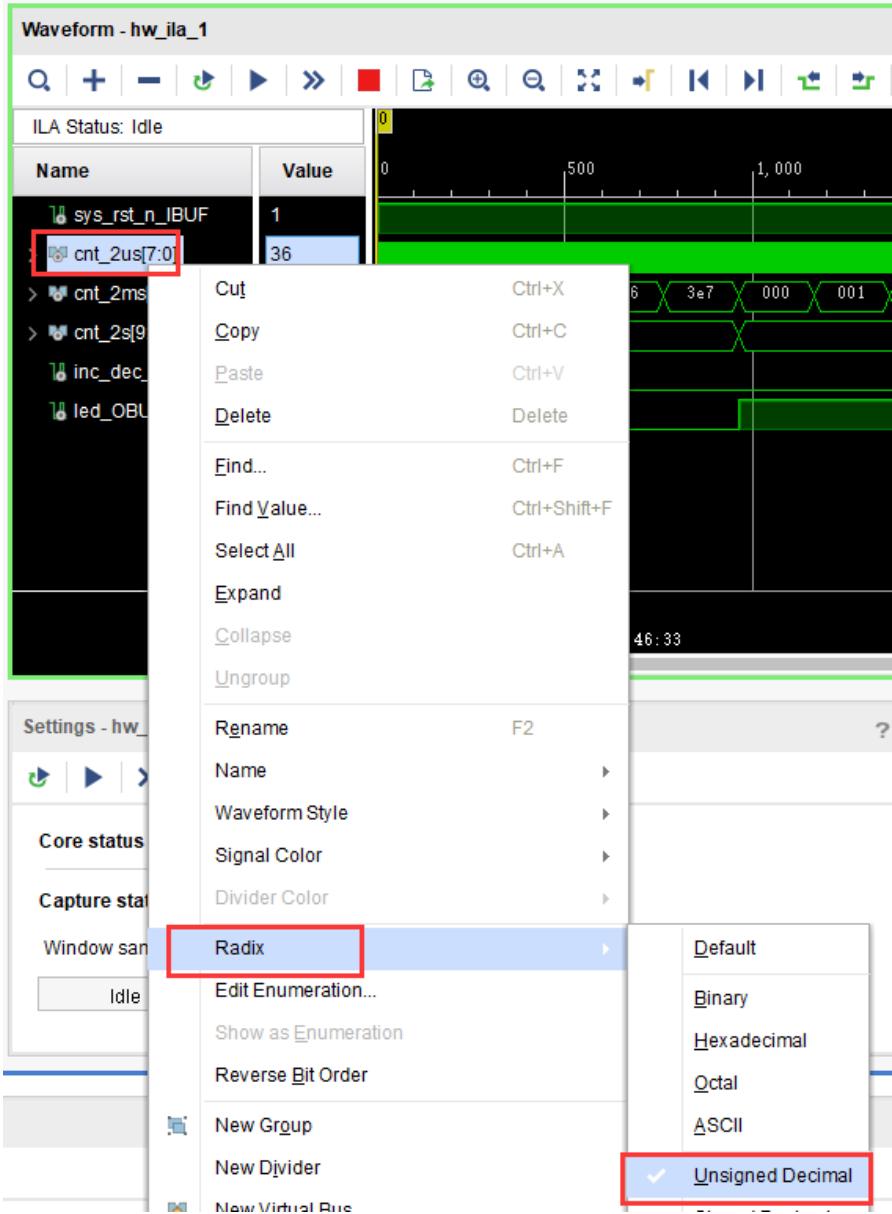 Waveform - hw_ila_1
ILA Status: Idle
0
Name
Value
0
500
1,000
sys_rst_n_IBUF
1
cnt_2us[7:0]
36
cnt_2ms
6
3e7
000
001
cnt_2s[9
inc_dec_
led_OBU
46:33
Cut
Ctrl+X
Copy
Ctrl+C
Paste
Ctrl+V
Delete
Delete
Find...
Ctrl+F
Find Value...
Ctrl+Shift+F
Select All
Ctrl+A
Expand
Collapse
Ungroup
Rename
F2
Name
Waveform Style
Signal Color
Divider Color
Radix
Edit Enumeration...
Show as Enumeration
Reverse Bit Order
New Group
New Divider
New Virtual Bus
Settings - hw_
?
Core status
Capture stat
Window sam
Idle
Default
Binary
Hexadecimal
Octal
ASCII
Unsigned Decimal